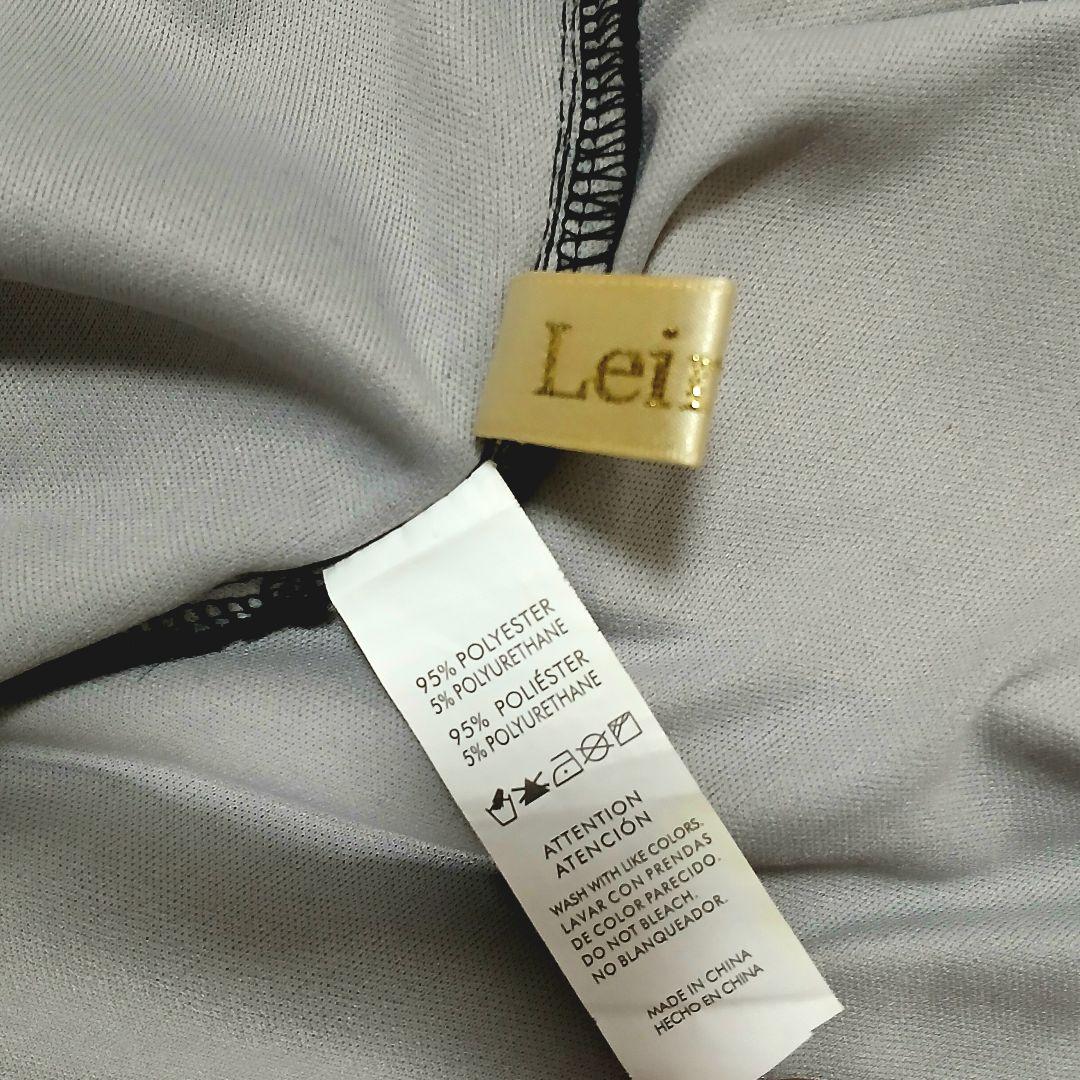 Lei
95% POLYESTER
5% POLYURETHANE
95% POLIÉSTER
5% POLYURETHANE
ATTENTION
ATENCIÓN
WASH WITH LIKE COLORS.
LAVAR CON PRENDAS
DE COLOR PARECIDO.
DO NOT BLEACH.
NO BLANQUEADOR.
MADE IN CHINA
HECHO EN CHINA